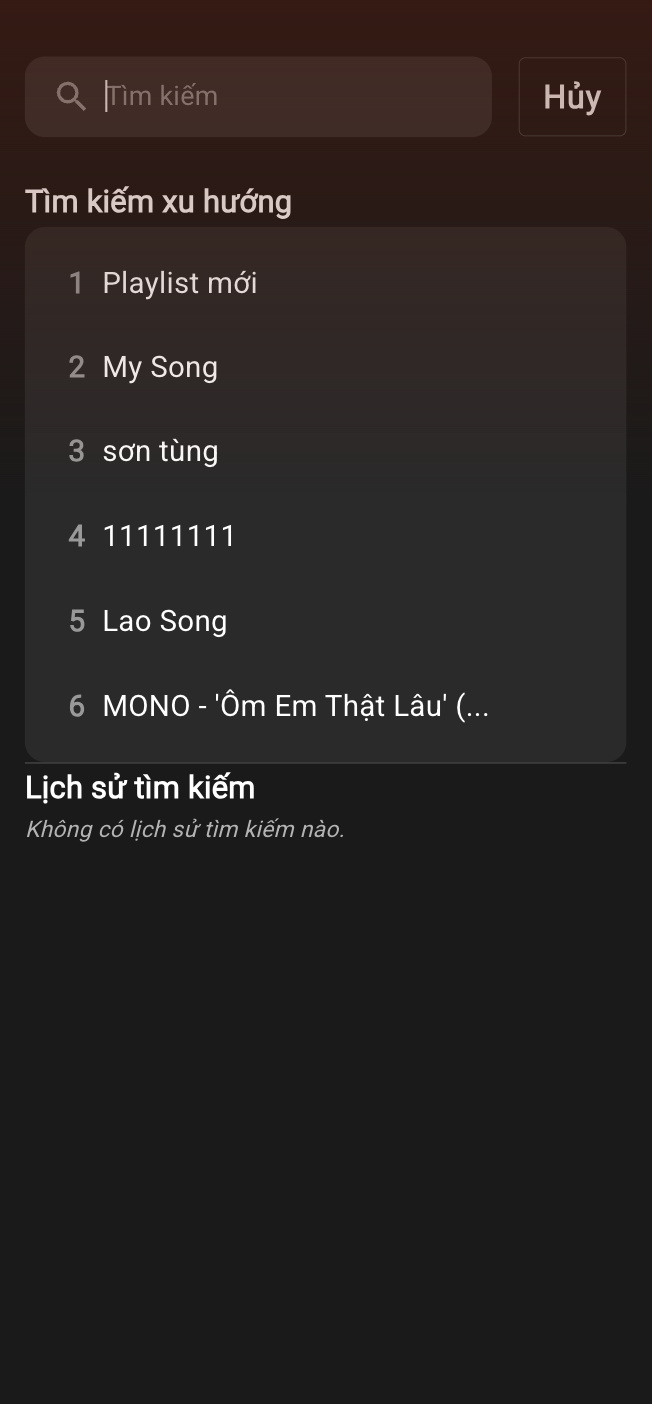 Tìm kiếm
Hủy
Tìm kiếm xu hướng
1 Playlist mới
2 My Song
3 sơn tùng
4 11111111
5 Lao Song
6 MONO - 'Ôm Em Thật Lâu' (...
Lịch sử tìm kiếm
Không có lịch sử tìm kiếm nào.